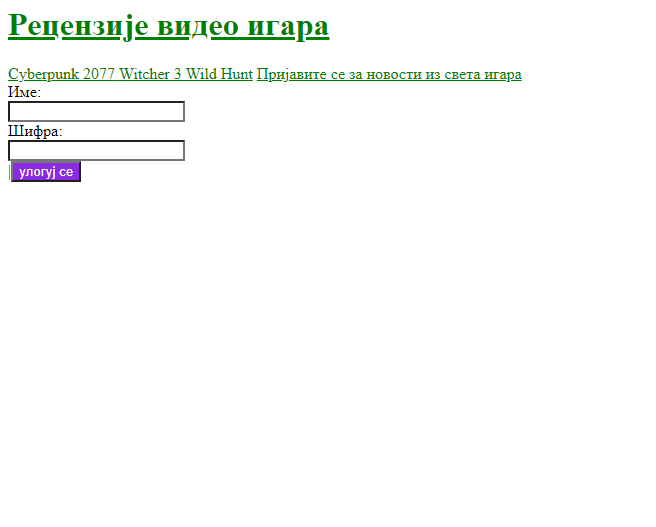 Рецензије видео игара
Cyberpunk 2077 Witcher 3 Wild Hunt Пријавите се за новости из света игара
Име:
Шифра:
|улогуј се